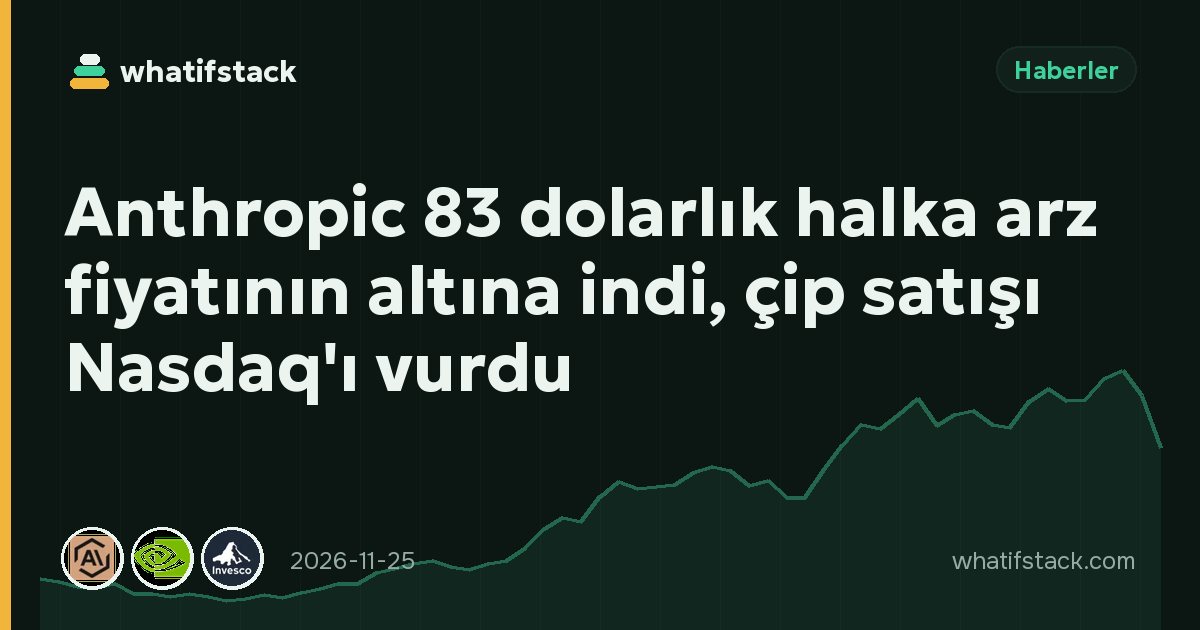 whatifstack
Haberler
Anthropic 83 dolarlık halka arz
fiyatının altına indi, çip satışı
Nasdaq'ı vurdu
Invesco
2026-11-25
whatifstack.com